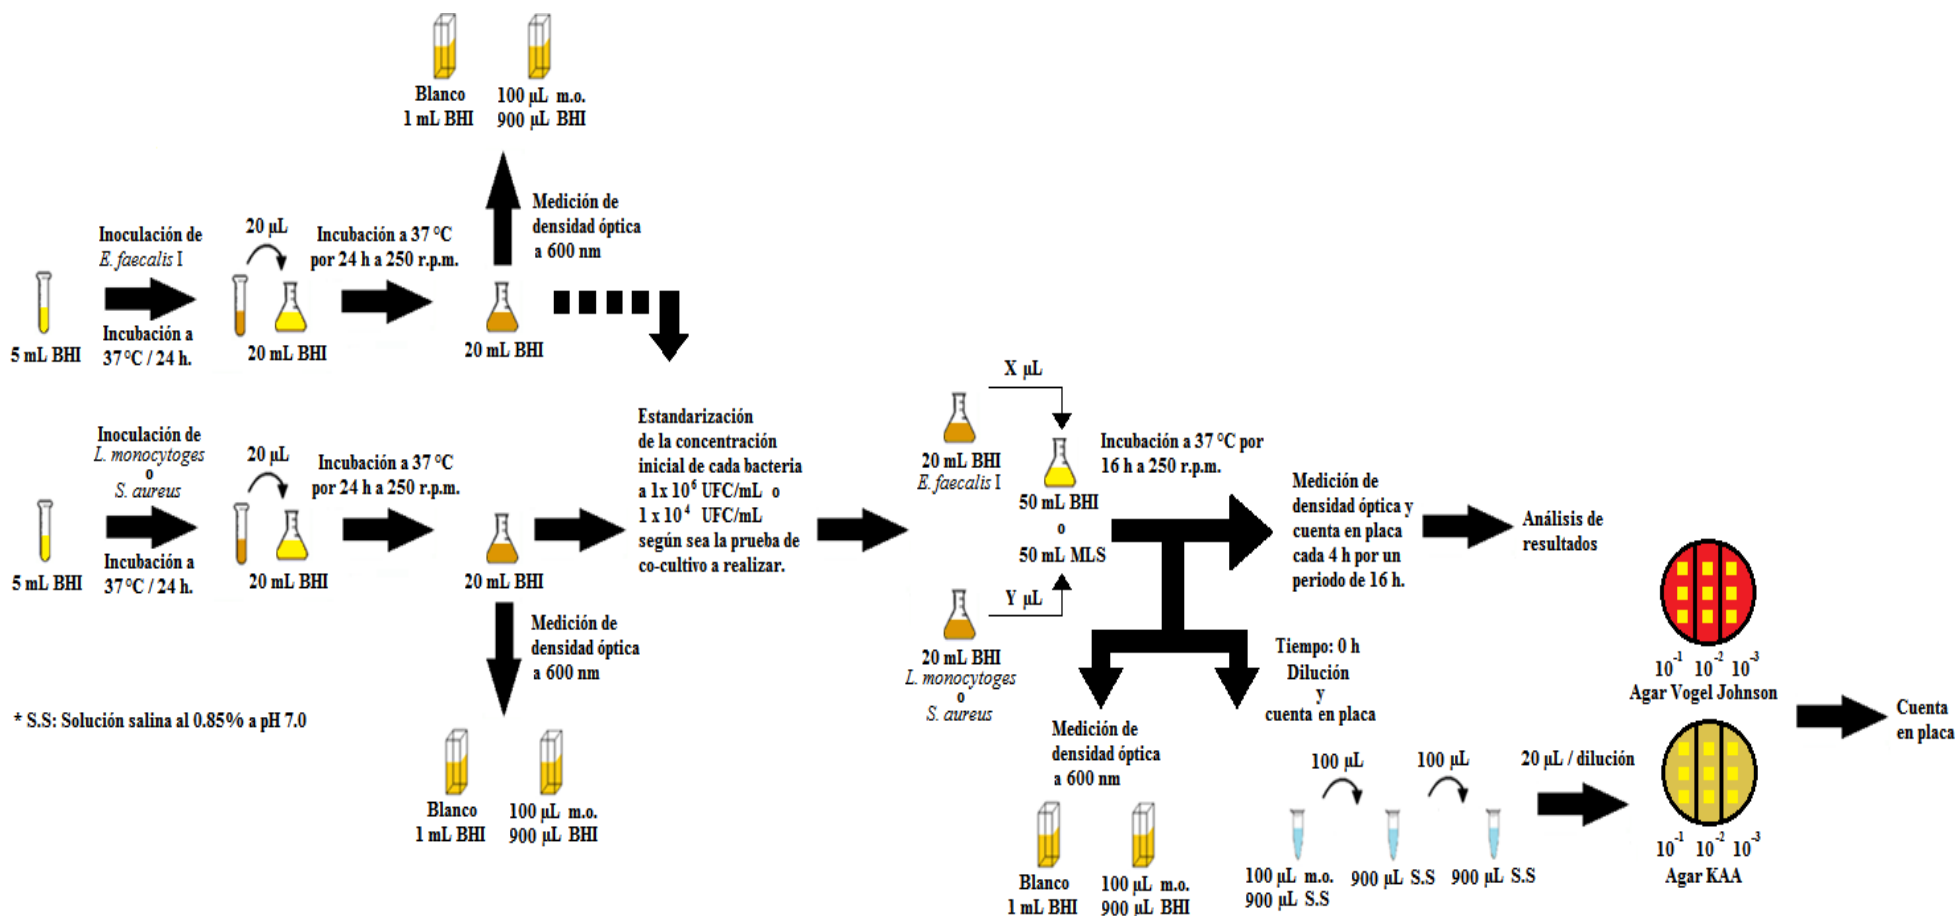 Blanco
1 mL BHI
100 µL m.o.
900 µL BHI
Medición de
densidad óptica
a 600 nm
Inoculación de
E. faecalis I
20 µL
Incubación a 37 °C
por 24 h a 250 r.p.m.
5 mL BHI
Incubación a
37 °C / 24 h.
20 mL BHI
20 mL BHI
Inoculación de
L. monocytoges
o
S. aureus
20 µL
Incubación a 37 °C
por 24 h a 250 r.p.m.
5 mL BHI
Incubación a
37 °C / 24 h.
20 mL BHI
20 mL BHI
Medición de
densidad óptica
a 600 nm
Blanco
1 mL BHI
100 µL m.o.
900 µL BHI
* S.S: Solución salina al 0.85% a pH 7.0
Estandarización
de la concentración
inicial de cada bacteria
a 1x 10⁶ UFC/mL o
1 x 10⁴ UFC/mL
según sea la prueba de
co-cultivo a realizar.
X µL
20 mL BHI
E. faecalis I
50 mL BHI
o
50 mL MLS
Y µL
20 mL BHI
L. monocytoges
o
S. aureus
Incubación a 37 °C por
16 h a 250 r.p.m.
Medición de
densidad óptica y
cuenta en placa
cada 4 h por un
periodo de 16 h.
Análisis de
resultados
Medición de
densidad óptica
a 600 nm
Blanco
1 mL BHI
100 µL m.o.
900 µL BHI
Tiempo: 0 h
Dilución
y
cuenta en placa
100 µL
100 µL
100 µL m.o.
900 µL S.S
900 µL S.S
900 µL S.S
20 µL / dilución
10⁻¹ 10⁻² 10⁻³
Agar Vogel Johnson
10⁻¹ 10⁻² 10⁻³
Agar KAA
Cuenta
en placa